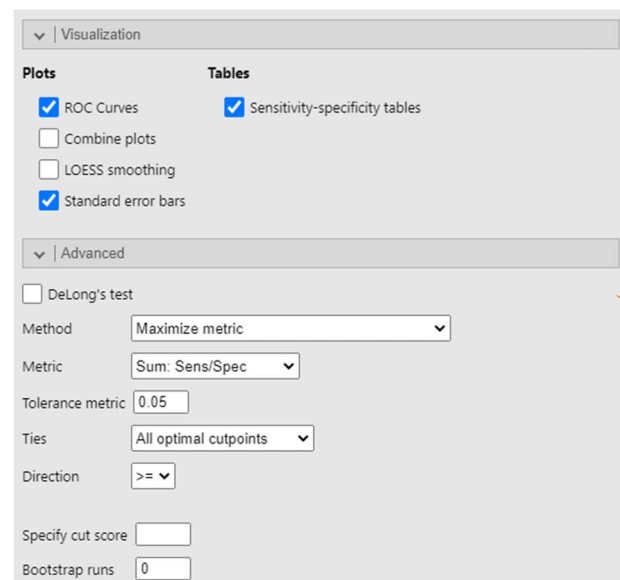 Visualization
Plots Tables
ROC Curves Sensitivity-specificity tables
Combine plots
LOESS smoothing
Standard error bars
Advanced
DeLong's test
Method Maximize metric
Metric Sum: Sens/Spec
Tolerance metric 0.05
Ties All optimal cutpoints
Direction >=
Specify cut score
Bootstrap runs 0